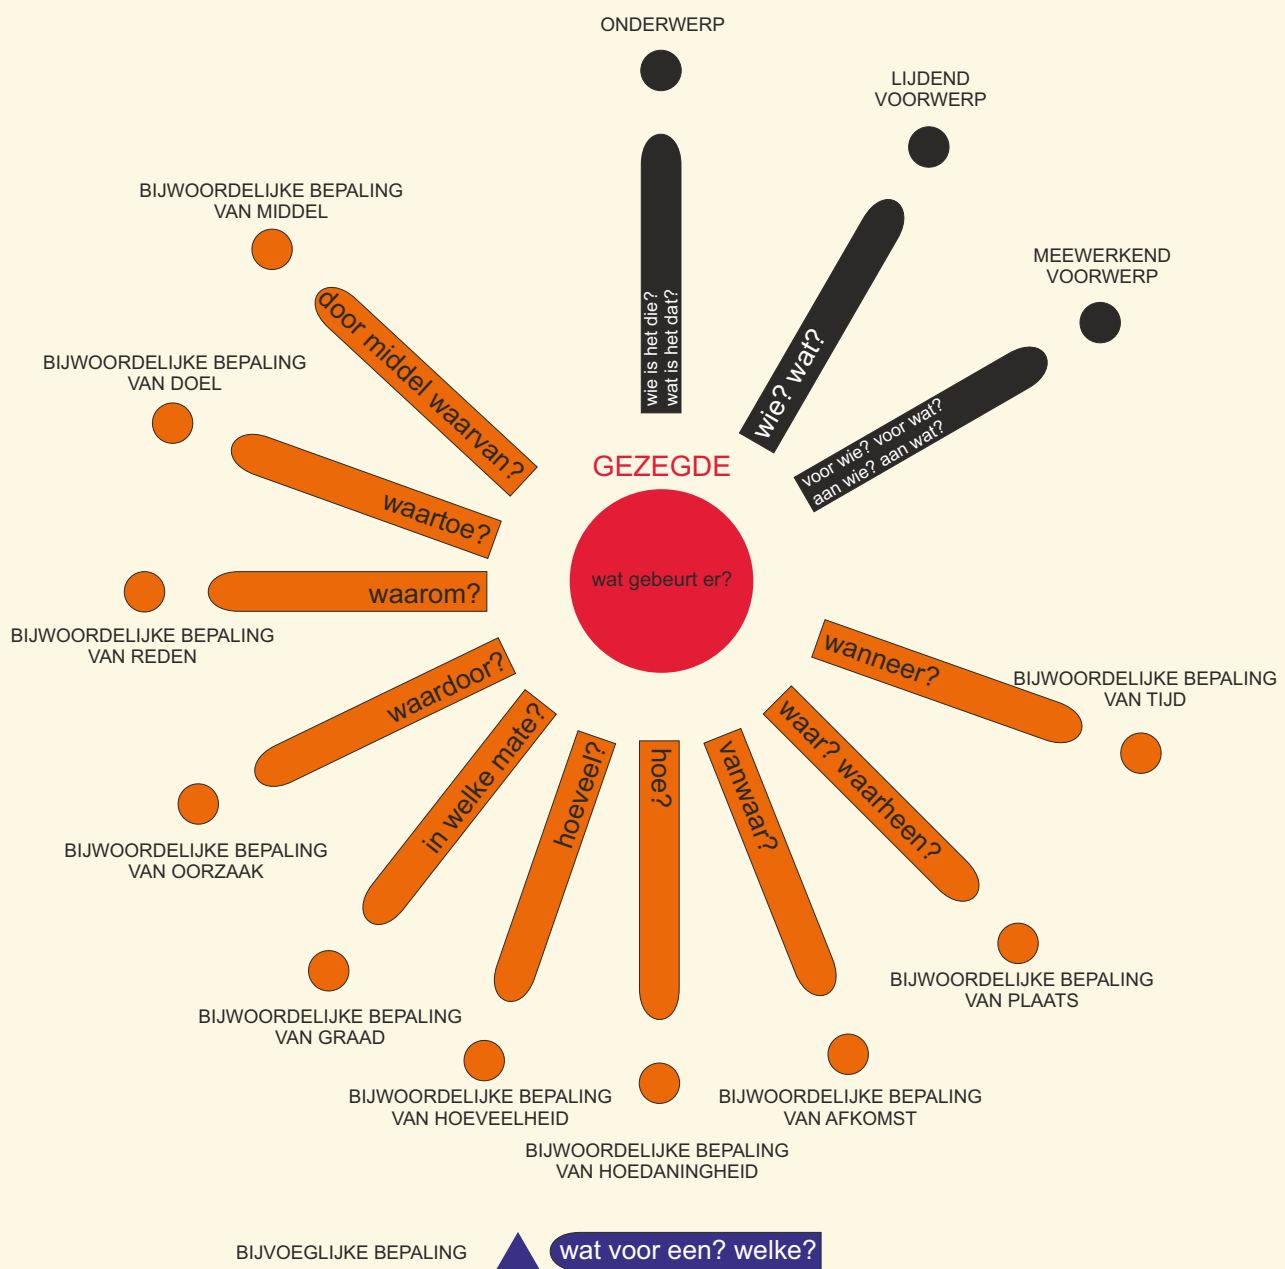 ONDERWERP
wie is het die?
wat is het dat?
LIJDEND
VOORWERP
wie? wat?
MEEWERKEND
VOORWERP
voor wie? voor wat?
aan wie? aan wat?
GEZEGDE
wat gebeurt er?
BIJWOORDELIJKE BEPALING
VAN MIDDEL
door middel waarvan?
BIJWOORDELIJKE BEPALING
VAN DOEL
waartoe?
waarom?
BIJWOORDELIJKE BEPALING
VAN REDEN
waardoor?
BIJWOORDELIJKE BEPALING
VAN OORZAAK
in welke mate?
BIJWOORDELIJKE BEPALING
VAN GRAAD
hoeveel?
BIJWOORDELIJKE BEPALING
VAN HOEVEELHEID
hoe?
BIJWOORDELIJKE BEPALING
VAN HOEDANINGHEID
vanwaar?
BIJWOORDELIJKE BEPALING
VAN AFKOMST
waar? waarheen?
BIJWOORDELIJKE BEPALING
VAN PLAATS
wanneer?
BIJWOORDELIJKE BEPALING
VAN TIJD
BIJVOEGLIJKE BEPALING
wat voor een? welke?